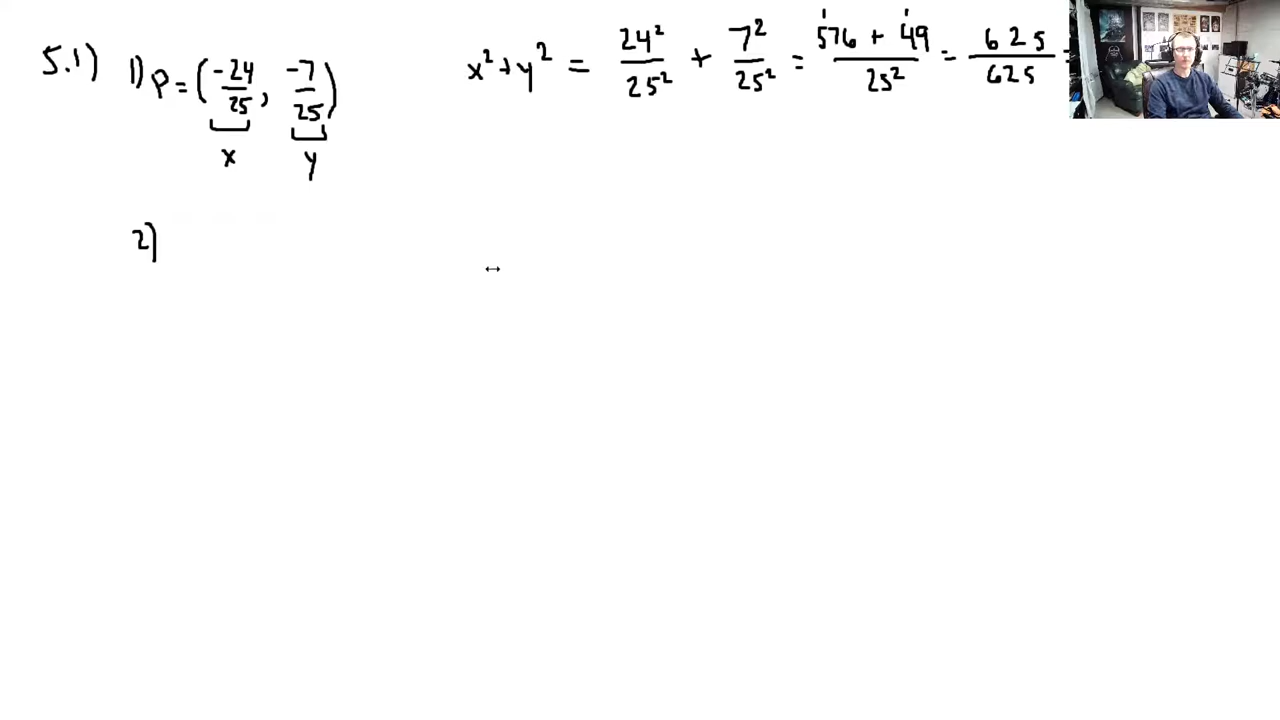 5.1) 1) P = (-24/25, -7/25) x² + y² = 24²/25² + 7²/25² = 576 + 49/25² = 625/625
x y
2)